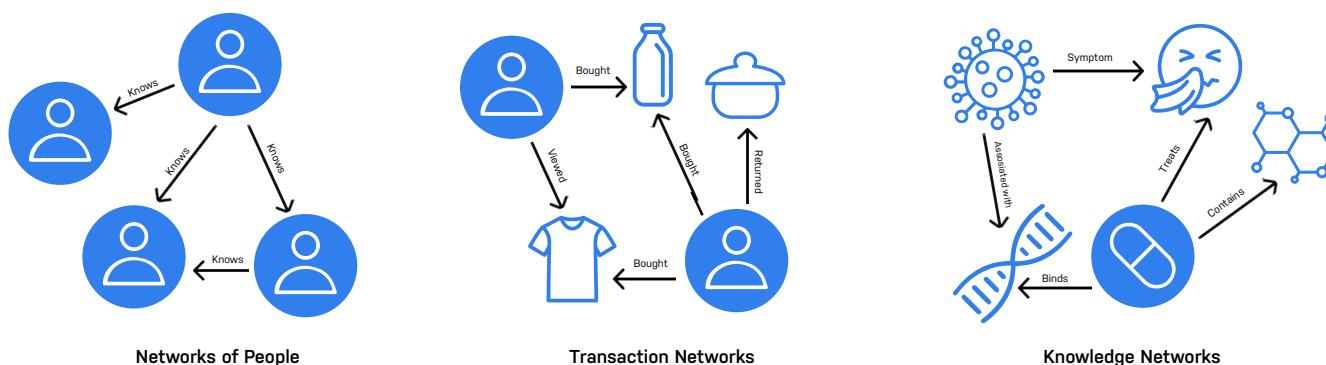 Knows
Knows
Knows
Knows
Networks of People
Bought
Viewed
Bought
Returned
Bought
Transaction Networks
Symptom
Assosiated with
Treats
Contains
Binds
Knowledge Networks